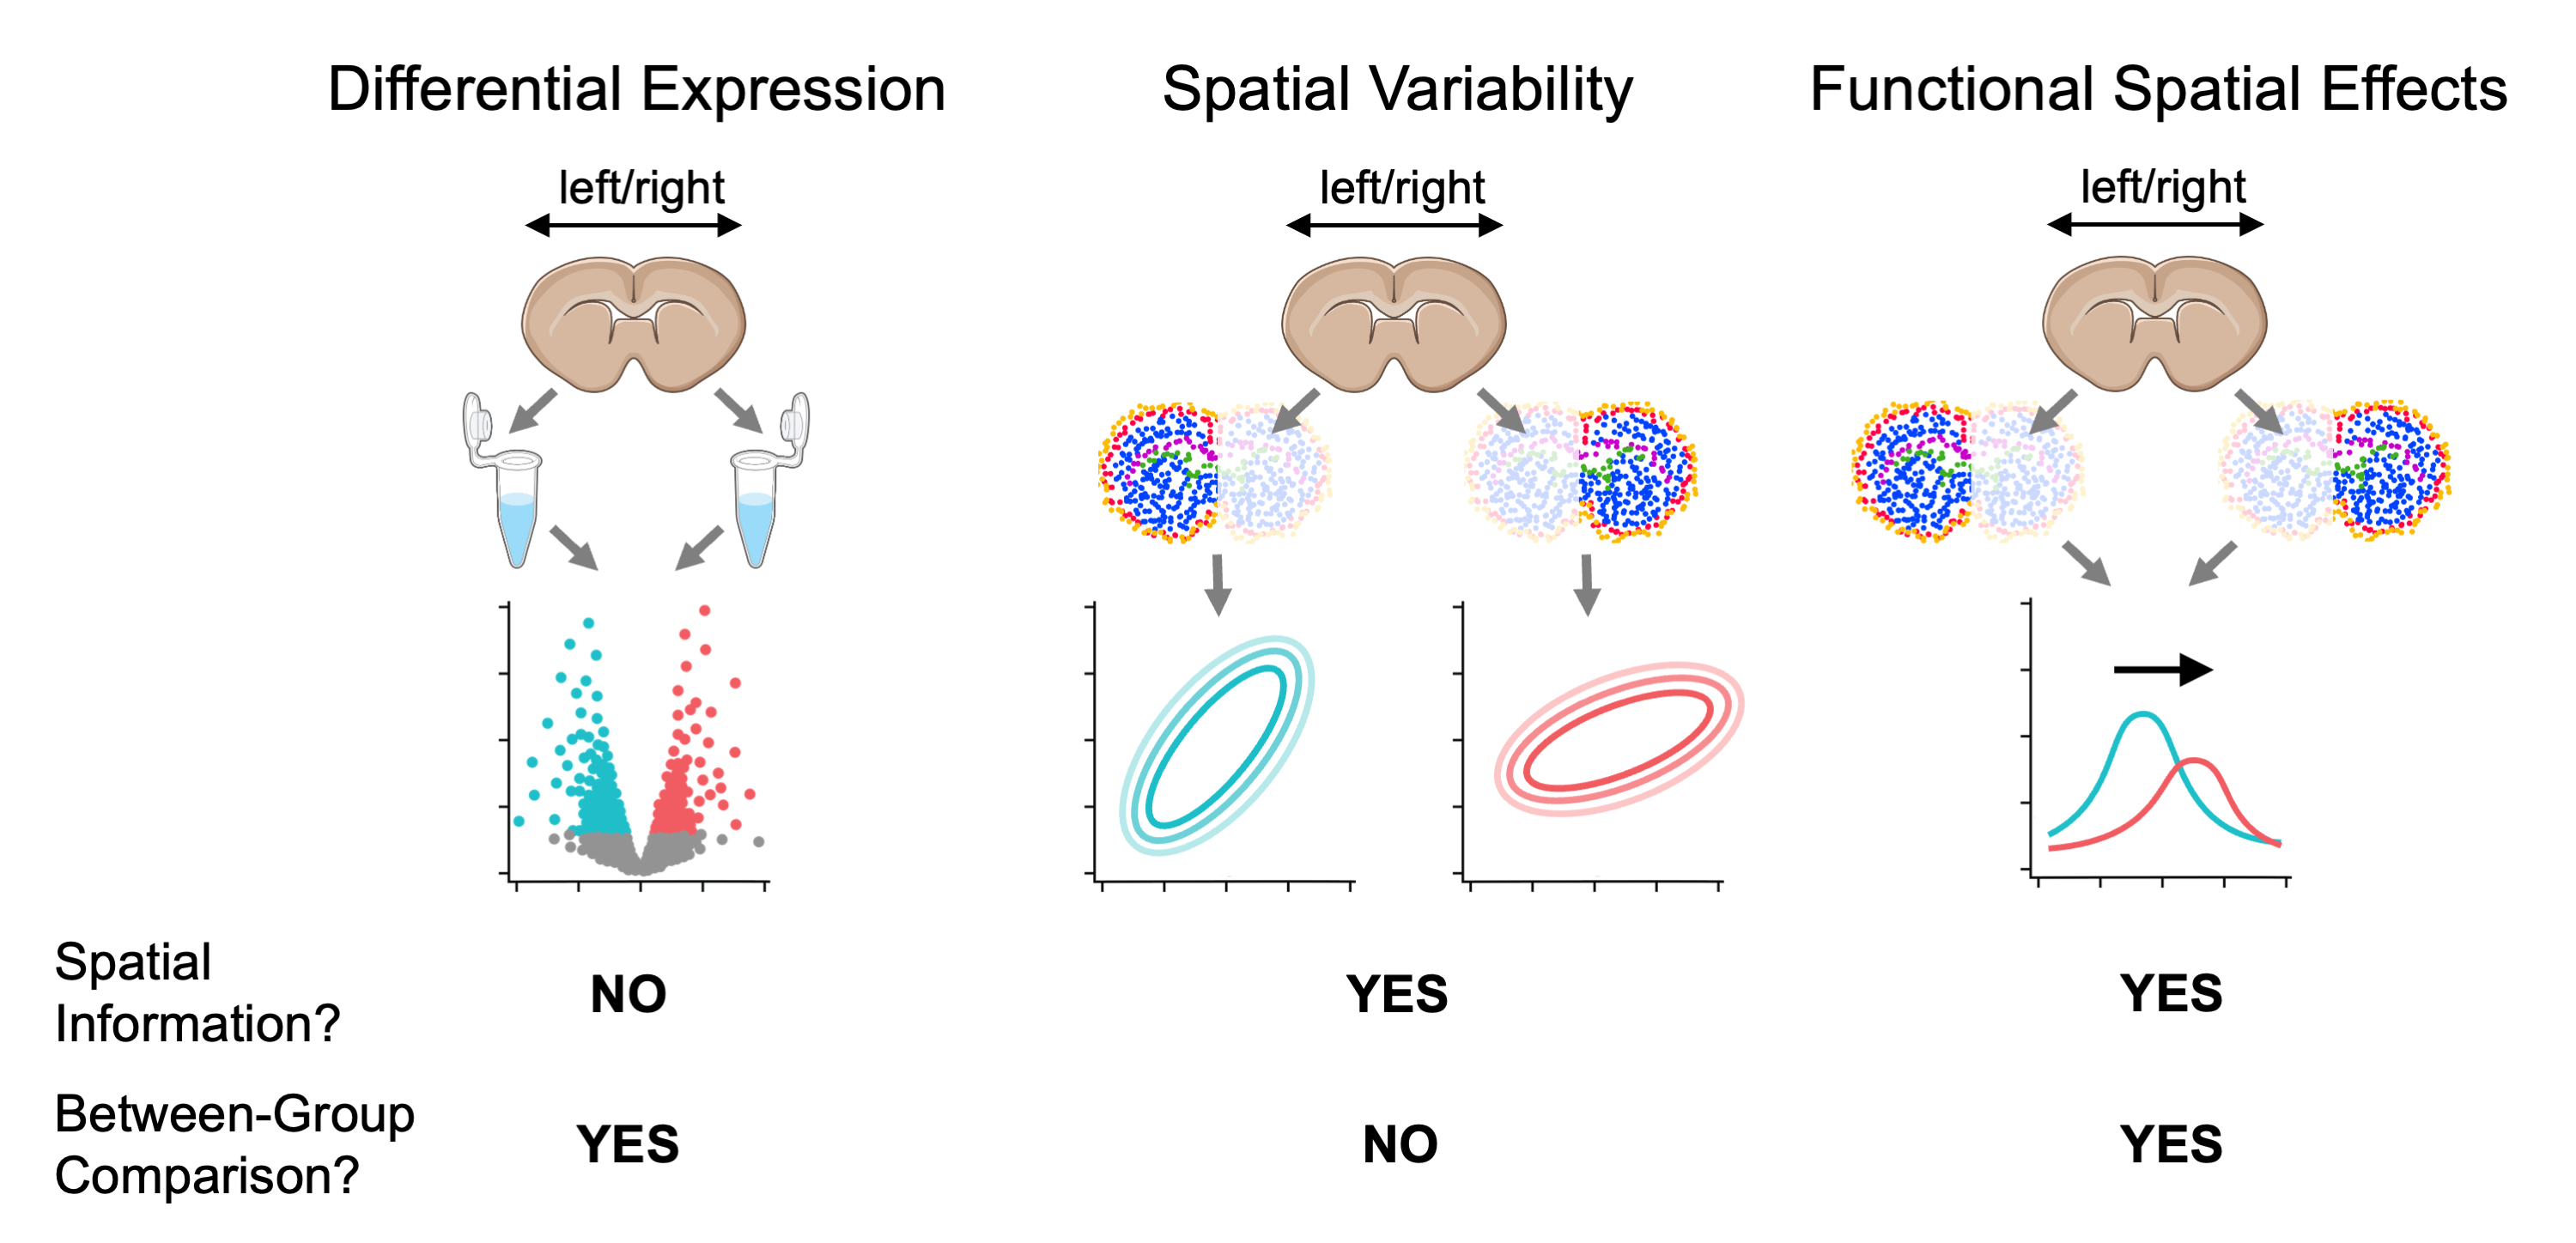 Differential Expression
Spatial Variability
Functional Spatial Effects
left/right
left/right
left/right
Spatial
Information?
NO
YES
YES
Between-Group
Comparison?
YES
NO
YES